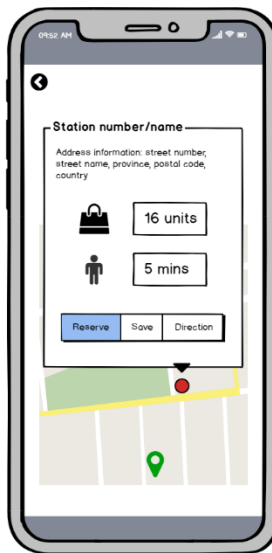 09:52 AM
Station number/name
Address information: street number,
street name, province, postal code,
country
16 units
5 mins
Reserve Save Direction